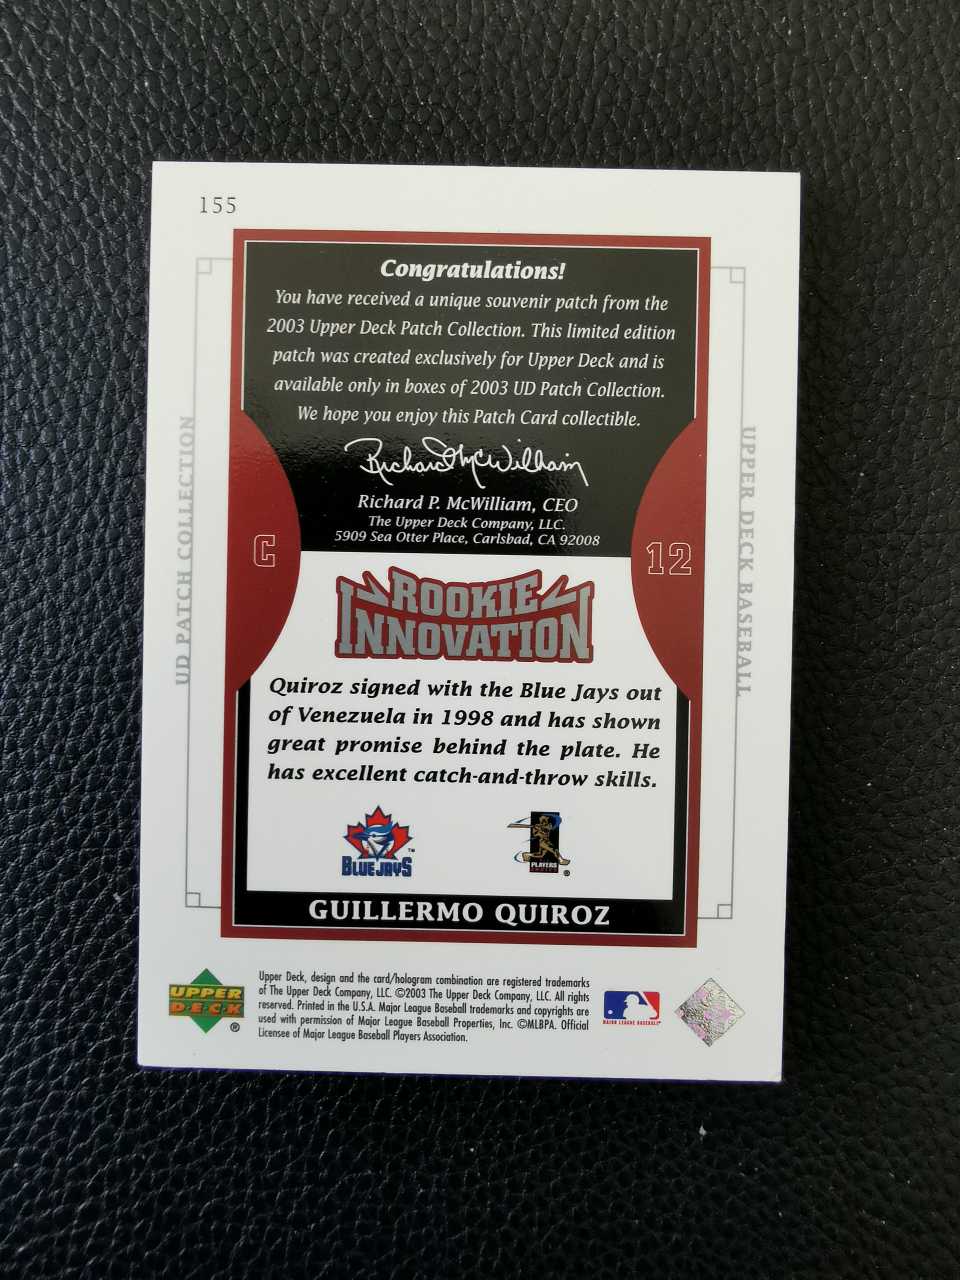 155
Congratulations!
You have received a unique souvenir patch from the
2003 Upper Deck Patch Collection. This limited edition
patch was created exclusively for Upper Deck and is
available only in boxes of 2003 UD Patch Collection.
We hope you enjoy this Patch Card collectible.
Richard McWilliam
Richard P. McWilliam, CEO
The Upper Deck Company, LLC.
5909 Sea Otter Place, Carlsbad, CA 92008
UD PATCH COLLECTION
UPPER DECK BASEBALL
C
12
ROOKIE
INNOVATION
Quiroz signed with the Blue Jays out
of Venezuela in 1998 and has shown
great promise behind the plate. He
has excellent catch-and-throw skills.
BLUE JAYS ™
PLAYERS
®
GUILLERMO QUIROZ
UPPER
DECK
®
Upper Deck, design and the card/hologram combination are registered trademarks
of The Upper Deck Company, LLC. ©2003 The Upper Deck Company, LLC. All rights
reserved. Printed in the U.S.A. Major League Baseball trademarks and copyrights are
used with permission of Major League Baseball Properties, Inc. ©MLBPA. Official
Licensee of Major League Baseball Players Association.
MAJOR LEAGUE BASEBALL